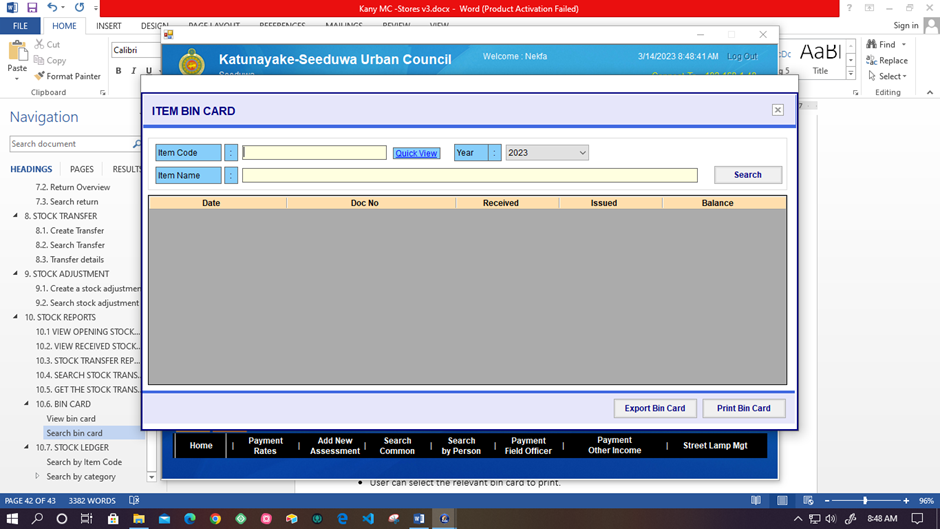 Kany MC -Stores v3.docx - Word (Product Activation Failed)
FILE HOME INSERT DESIGN PAGE LAYOUT REFERENCES MAILINGS REVIEW VIEW Sign in
Paste
Cut
Copy
Format Painter
Clipboard
Calibri
B I U
AaBl
Title
Find
Replace
Select
Editing
Navigation
Search document
HEADINGS PAGES RESULTS
7.2. Return Overview
7.3. Search return
8. STOCK TRANSFER
8.1. Create Transfer
8.2. Search Transfer
8.3. Transfer details
9. STOCK ADJUSTMENT
9.1. Create a stock adjustmen
9.2. Search stock adjustment
10. STOCK REPORTS
10.1 VIEW OPENING STOCK...
10.2. VIEW RECEIVED STOCK...
10.3. STOCK TRANSFER REP...
10.4. SEARCH STOCK TRANS...
10.5. GET THE STOCK TRANS...
10.6. BIN CARD
View bin card
Search bin card
10.7. STOCK LEDGER
Search by Item Code
Search by category
Katunayake-Seeduwa Urban Council
Seeduwa
Welcome : Nekfa
3/14/2023 8:48:41 AM Log Out
ITEM BIN CARD
Item Code : Quick View Year : 2023
Item Name : Search
Date Doc No Received Issued Balance
Export Bin Card Print Bin Card
Home | Payment Rates | Add New Assessment | Search Common | Search by Person | Payment Field Officer | Payment Other Income | Street Lamp Mgt
• User can select the relevant bin card to print.
PAGE 42 OF 43 3382 WORDS 96%
8:48 AM